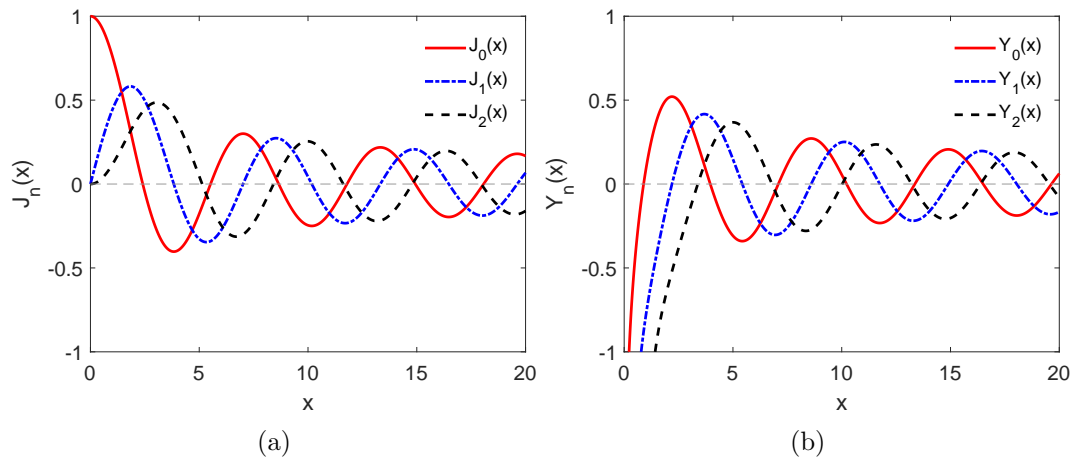 1
0.5
0
-0.5
-1
J_n(x)
J_0(x)
J_1(x)
J_2(x)
0 5 10 15 20
x
(a)
1
0.5
0
-0.5
-1
Y_n(x)
Y_0(x)
Y_1(x)
Y_2(x)
0 5 10 15 20
x
(b)